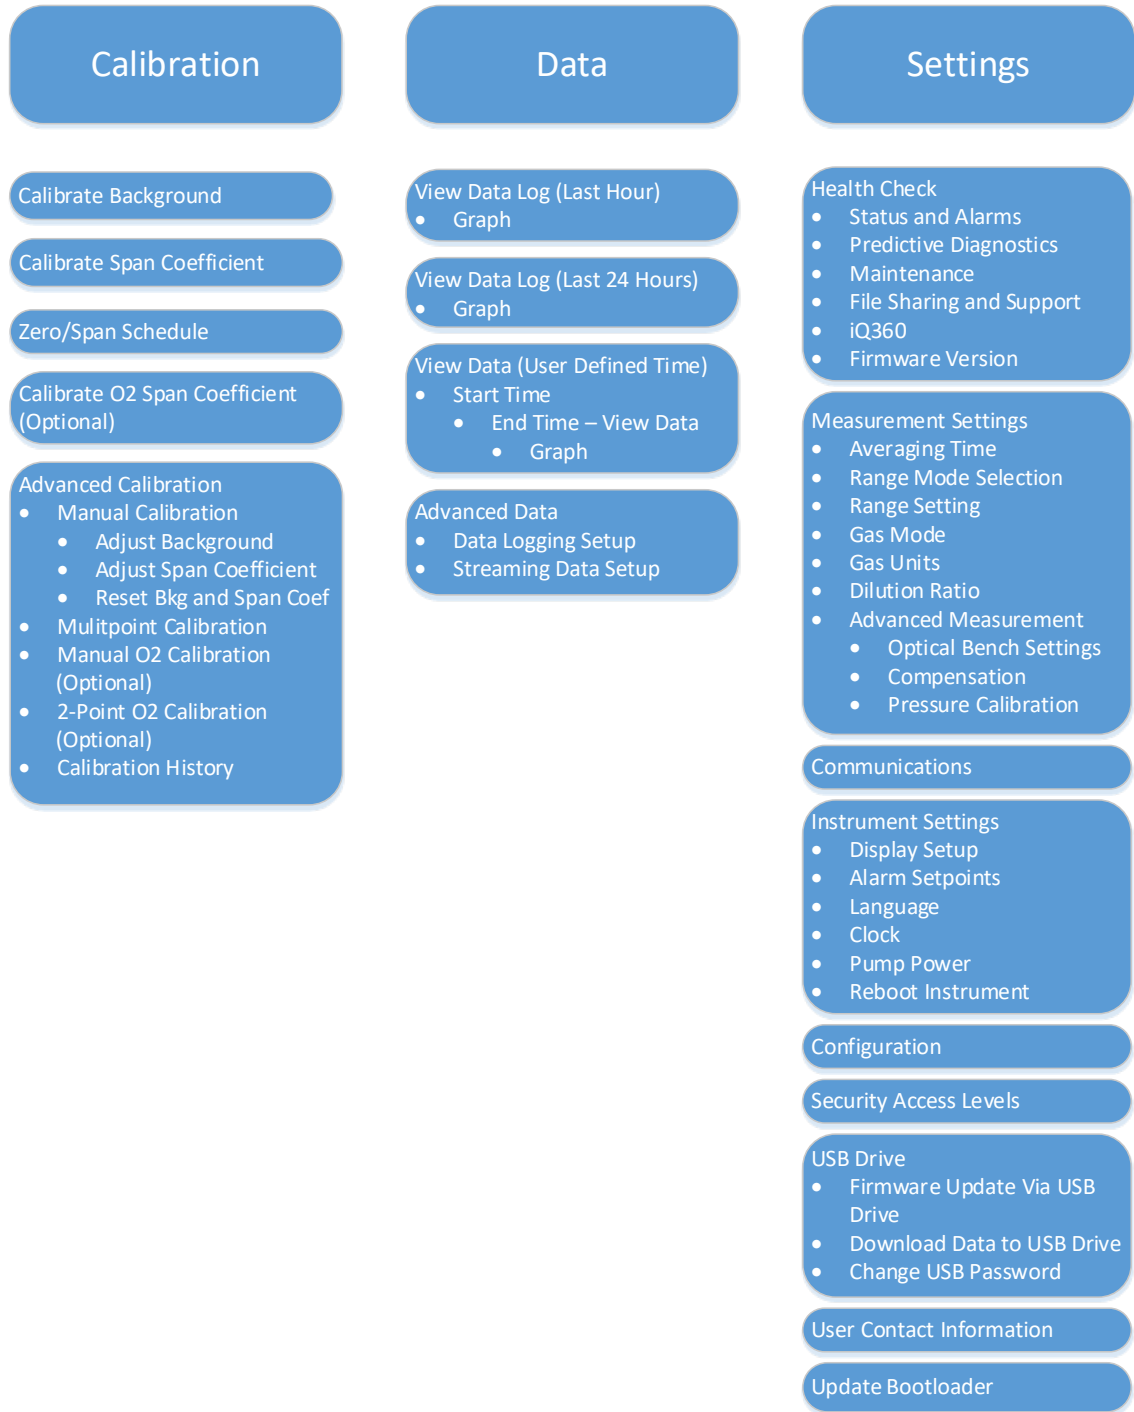 Calibration
Calibrate Background
Calibrate Span Coefficient
Zero/Span Schedule
Calibrate O2 Span Coefficient
(Optional)
Advanced Calibration
• Manual Calibration
• Adjust Background
• Adjust Span Coefficient
• Reset Bkg and Span Coef
• Mulitpoint Calibration
• Manual O2 Calibration
(Optional)
• 2-Point O2 Calibration
(Optional)
• Calibration History
Data
View Data Log (Last Hour)
• Graph
View Data Log (Last 24 Hours)
• Graph
View Data (User Defined Time)
• Start Time
• End Time – View Data
• Graph
Advanced Data
• Data Logging Setup
• Streaming Data Setup
Settings
Health Check
• Status and Alarms
• Predictive Diagnostics
• Maintenance
• File Sharing and Support
• iQ360
• Firmware Version
Measurement Settings
• Averaging Time
• Range Mode Selection
• Range Setting
• Gas Mode
• Gas Units
• Dilution Ratio
• Advanced Measurement
• Optical Bench Settings
• Compensation
• Pressure Calibration
Communications
Instrument Settings
• Display Setup
• Alarm Setpoints
• Language
• Clock
• Pump Power
• Reboot Instrument
Configuration
Security Access Levels
USB Drive
• Firmware Update Via USB
Drive
• Download Data to USB Drive
• Change USB Password
User Contact Information
Update Bootloader